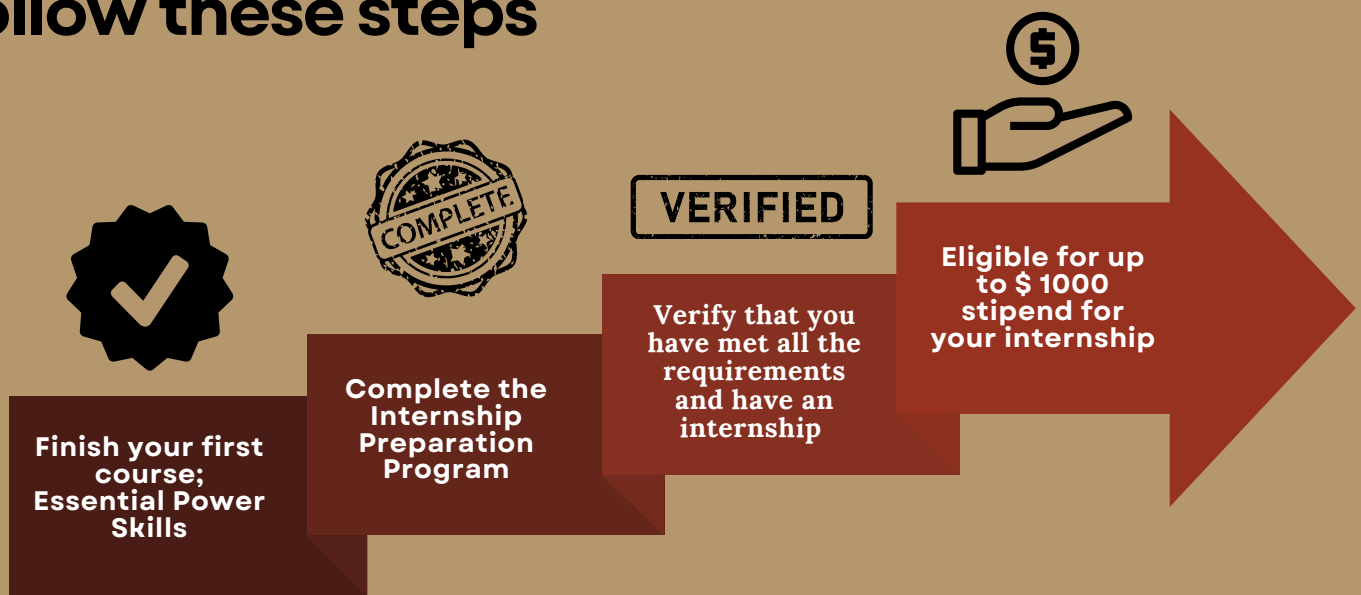 ollow these steps
$
COMPLETE
VERIFIED
Finish your first
course;
Essential Power
Skills
Complete the
Internship
Preparation
Program
Verify that you
have met all the
requirements
and have an
internship
Eligible for up
to $ 1000
stipend for
your internship